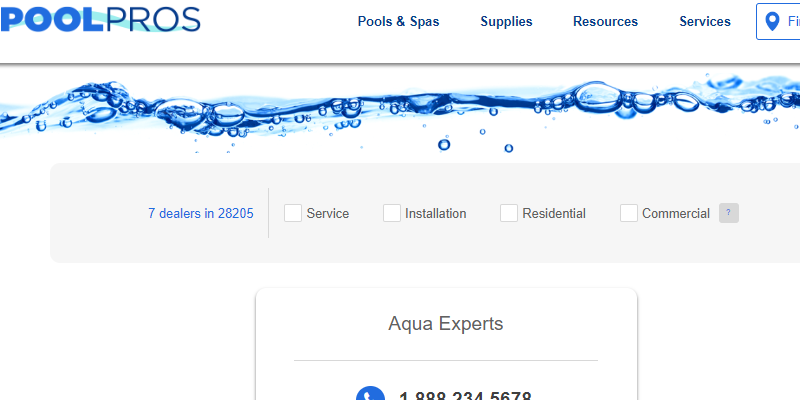 POOLPROS
Pools & Spas Supplies Resources Services
7 dealers in 28205 Service Installation Residential Commercial ?
Aqua Experts
1.888.234.5678